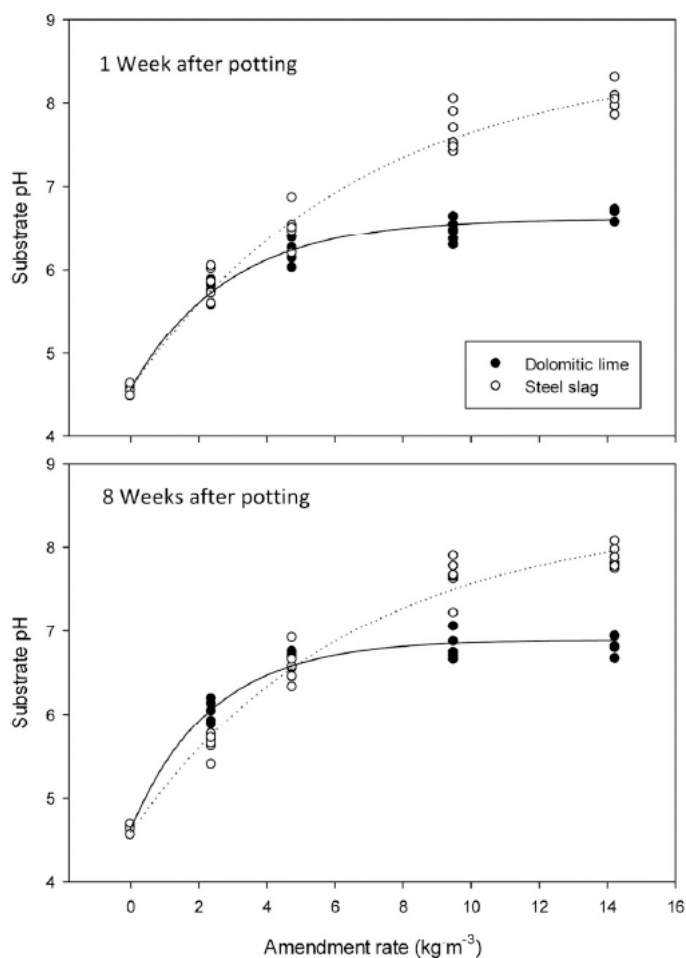 9
8
7
6
5
4
Substrate pH
1 Week after potting
Dolomitic lime
Steel slag
9
8
7
6
5
4
Substrate pH
8 Weeks after potting
0 2 4 6 8 10 12 14 16
Amendment rate (kg·m⁻³)